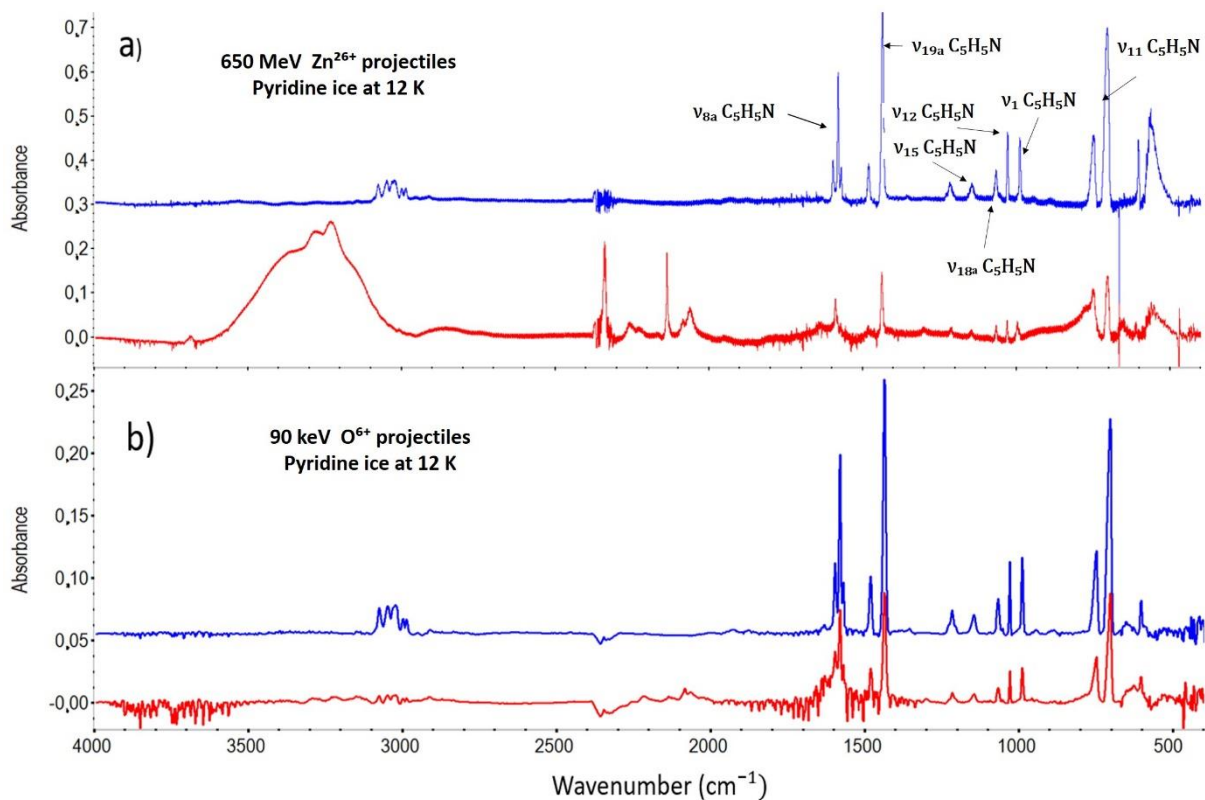 a)
650 MeV Zn²⁶⁺ projectiles
Pyridine ice at 12 K
ν₈ₐ C₅H₅N
ν₁₉ₐ C₅H₅N
ν₁₂ C₅H₅N
ν₁ C₅H₅N
ν₁₁ C₅H₅N
ν₁₅ C₅H₅N
ν₁₈ₐ C₅H₅N
Absorbance
0,7
0,6
0,5
0,4
0,3
0,2
0,1
0,0
b)
90 keV O⁶⁺ projectiles
Pyridine ice at 12 K
Absorbance
0,25
0,20
0,15
0,10
0,05
-0,00
4000 3500 3000 2500 2000 1500 1000 500
Wavenumber (cm⁻¹)